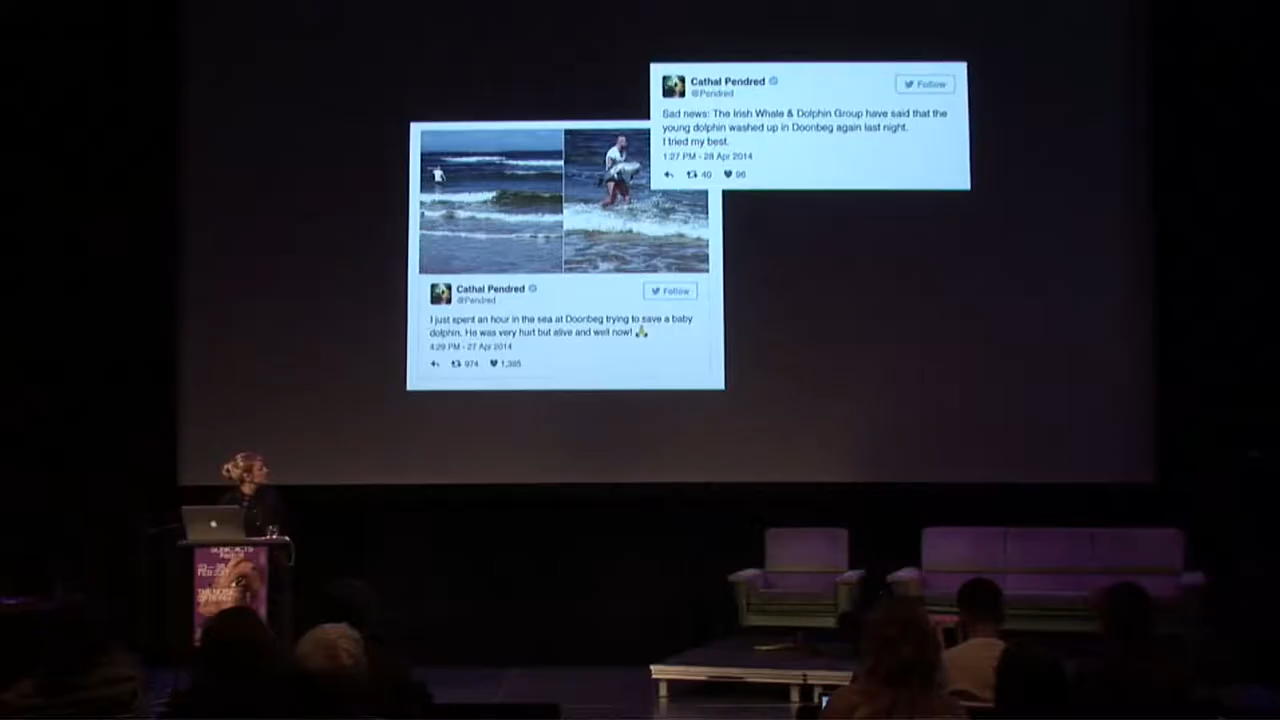 Cathal Pendred
@Pendred
Follow
Sad news: The Irish Whale & Dolphin Group have said that the
young dolphin washed up in Doonbeg again last night.
I tried my best.
1:27 PM - 28 Apr 2014
40 96
Cathal Pendred
@Pendred
Follow
I just spent an hour in the sea at Doonbeg trying to save a baby
dolphin. He was very hurt but alive and well now! 🙏
4:29 PM - 27 Apr 2014
974 1,385